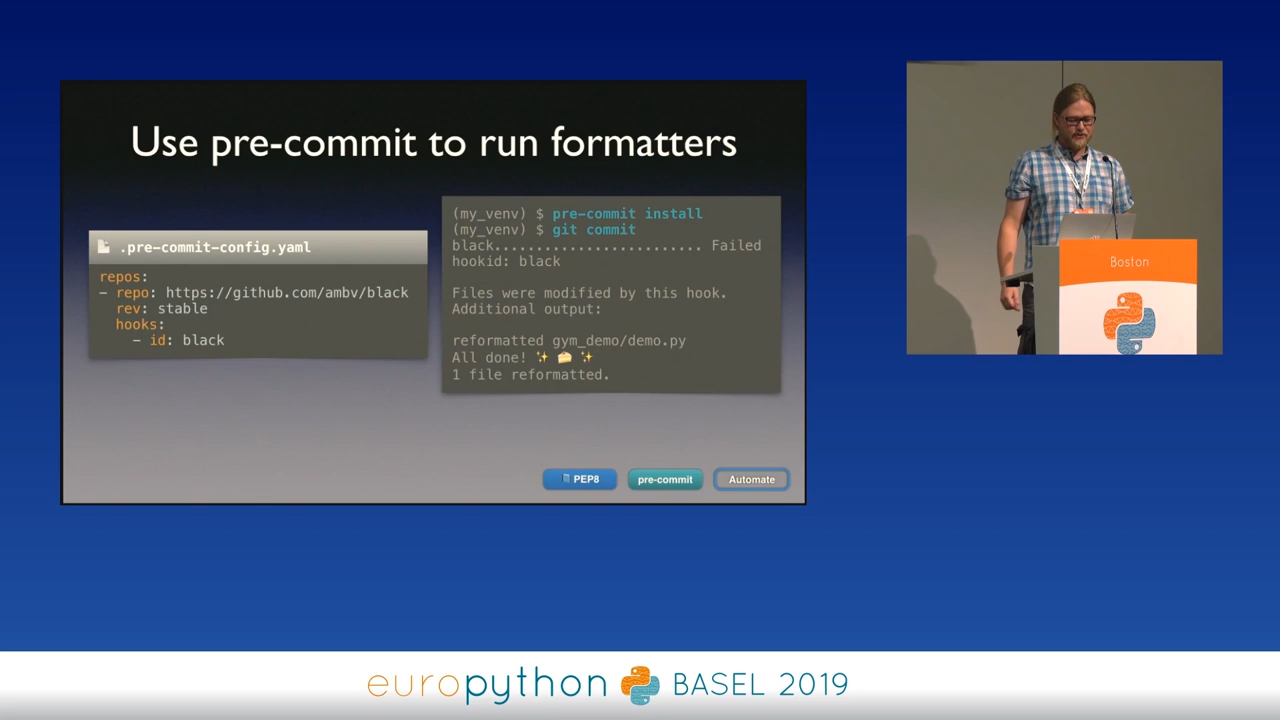 Use pre-commit to run formatters
.pre-commit-config.yaml
repos:
- repo: https://github.com/ambv/black
rev: stable
hooks:
- id: black
(my_venv) $ pre-commit install
(my_venv) $ git commit
black......................... Failed
hookid: black
Files were modified by this hook.
Additional output:
reformatted gym_demo/demo.py
All done! ✨ 🍰 ✨
1 file reformatted.
PEP8
pre-commit
Automate
Boston
europython BASEL 2019